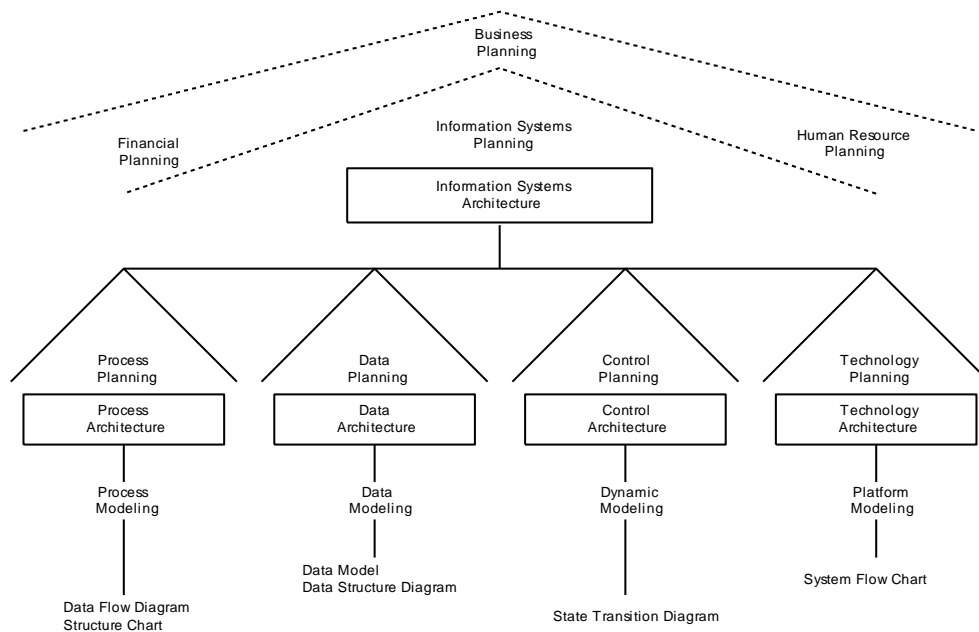 Business
Planning
Financial
Planning
Information Systems
Planning
Human Resource
Planning
Information Systems
Architecture
Process
Planning
Data
Planning
Control
Planning
Technology
Planning
Process
Architecture
Data
Architecture
Control
Architecture
Technology
Architecture
Process
Modeling
Data
Modeling
Dynamic
Modeling
Platform
Modeling
Data Flow Diagram
Structure Chart
Data Model
Data Structure Diagram
State Transition Diagram
System Flow Chart